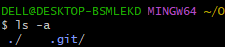 DELL@DESKTOP-BSMLEKD MINGW64 ~/O
$ ls -a
./ .git/